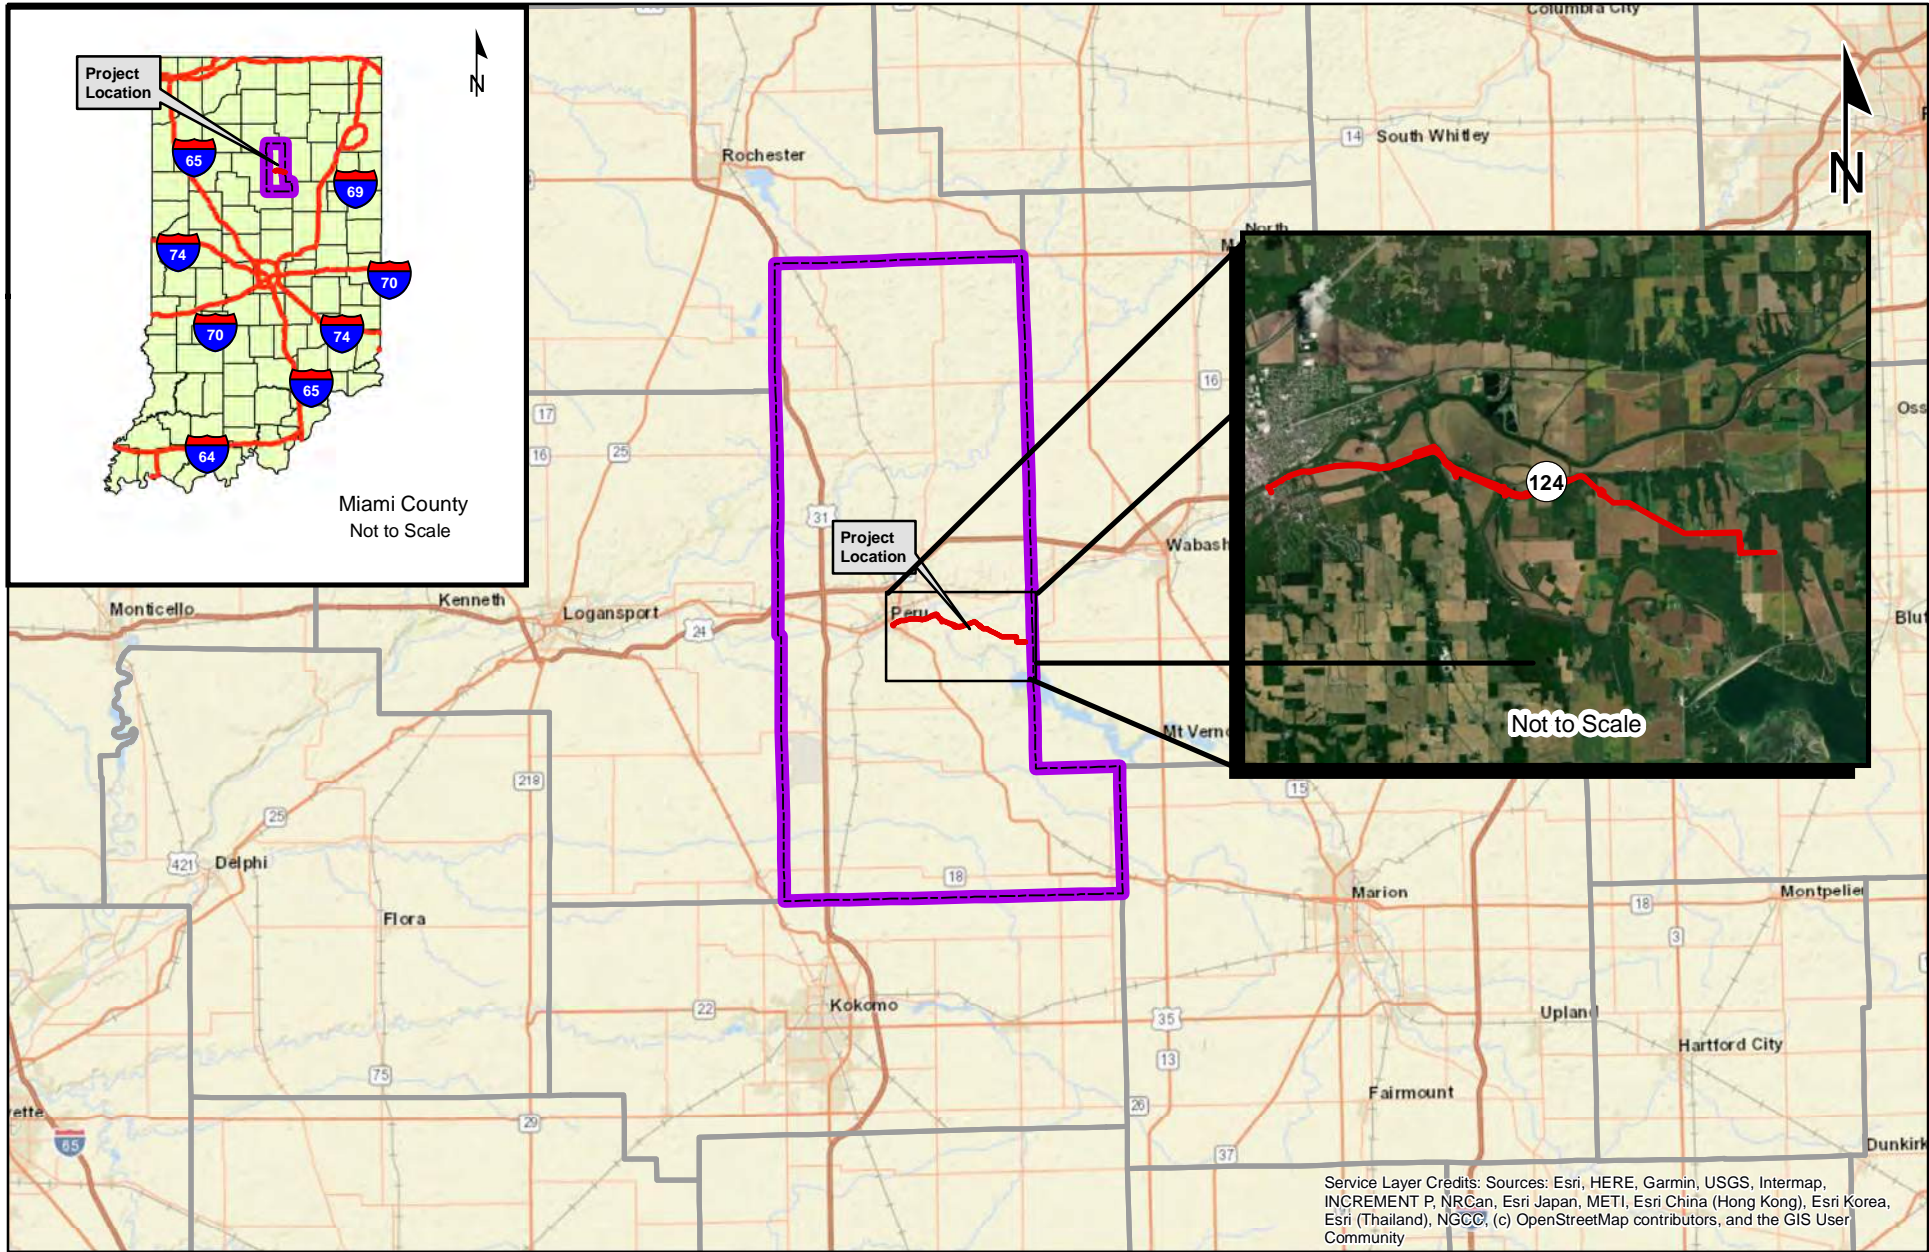 Project
Location
N
65
69
74
70
70
74
65
64
Miami County
Not to Scale
Columbia City
14
South Whitley
N
Rochester
North
16
17
16
25
31
Project
Location
Wabash
124
Not to Scale
Monticello
Kenneth
Logansport
24
Peru
218
25
421
Delphi
Flora
18
15
Marion
18
Montpelier
3
22
Kokomo
35
13
Upland
Hartford City
75
29
26
Fairmount
37
65
Dunkirk
Service Layer Credits: Sources: Esri, HERE, Garmin, USGS, Intermap,
INCREMENT P, NRCan, Esri Japan, METI, Esri China (Hong Kong), Esri Korea,
Esri (Thailand), NGCC, (c) OpenStreetMap contributors, and the GIS User
Community